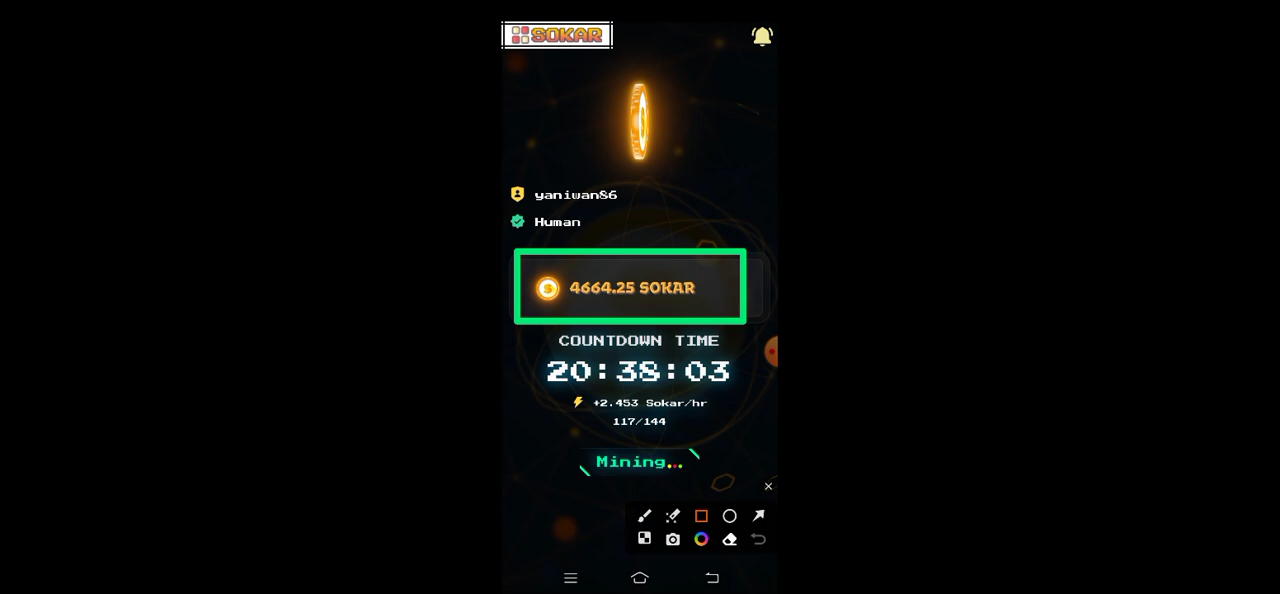 SOKAR
yaniwan86
Human
4664.25 SOKAR
COUNTDOWN TIME
20:38:03
+2.453 Sokar/hr
117/144
Mining...